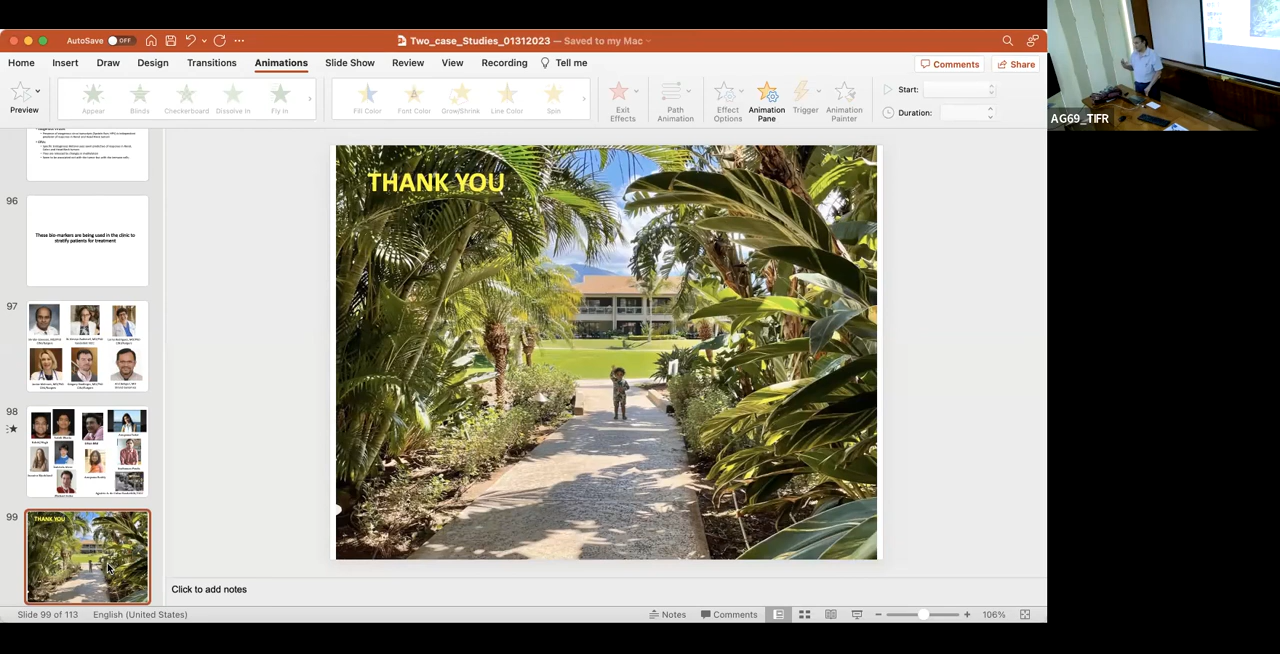 AutoSave OFF
Two_case_Studies_01312023 — Saved to my Mac
Home Insert Draw Design Transitions Animations Slide Show Review View Recording Tell me
Comments Share
Preview
Appear Blinds Checkerboard Dissolve In Fly In
Fill Color Font Color Grow/Shrink Line Color Spin
Exit Effects
Path Animation
Effect Options
Animation Pane
Trigger
Animation Painter
Start:
Duration:
AG69_TIFR
96
These bio-markers are being used in the clinic to
stratify patients for treatment
97
98
99
THANK YOU
THANK YOU
Click to add notes
Slide 99 of 113 English (United States) Notes Comments 106%